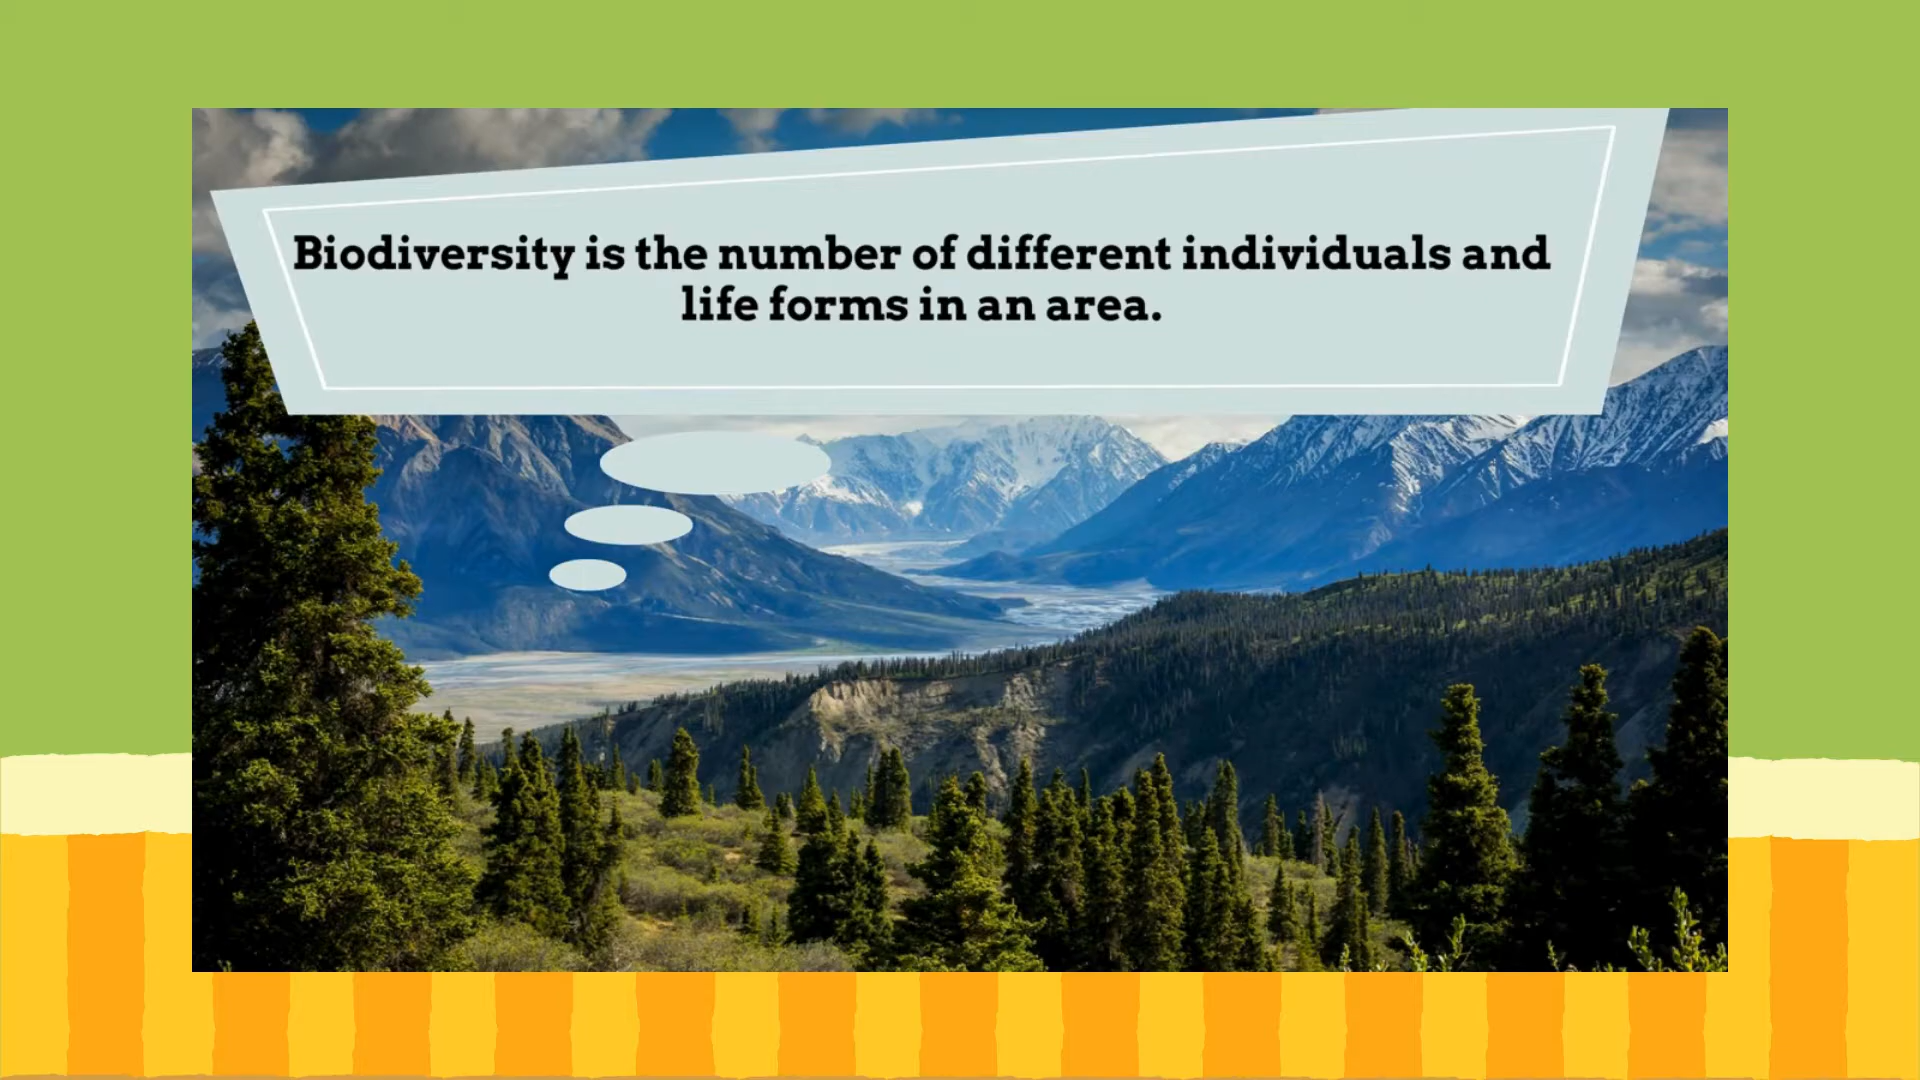 Biodiversity is the number of different individuals and
life forms in an area.